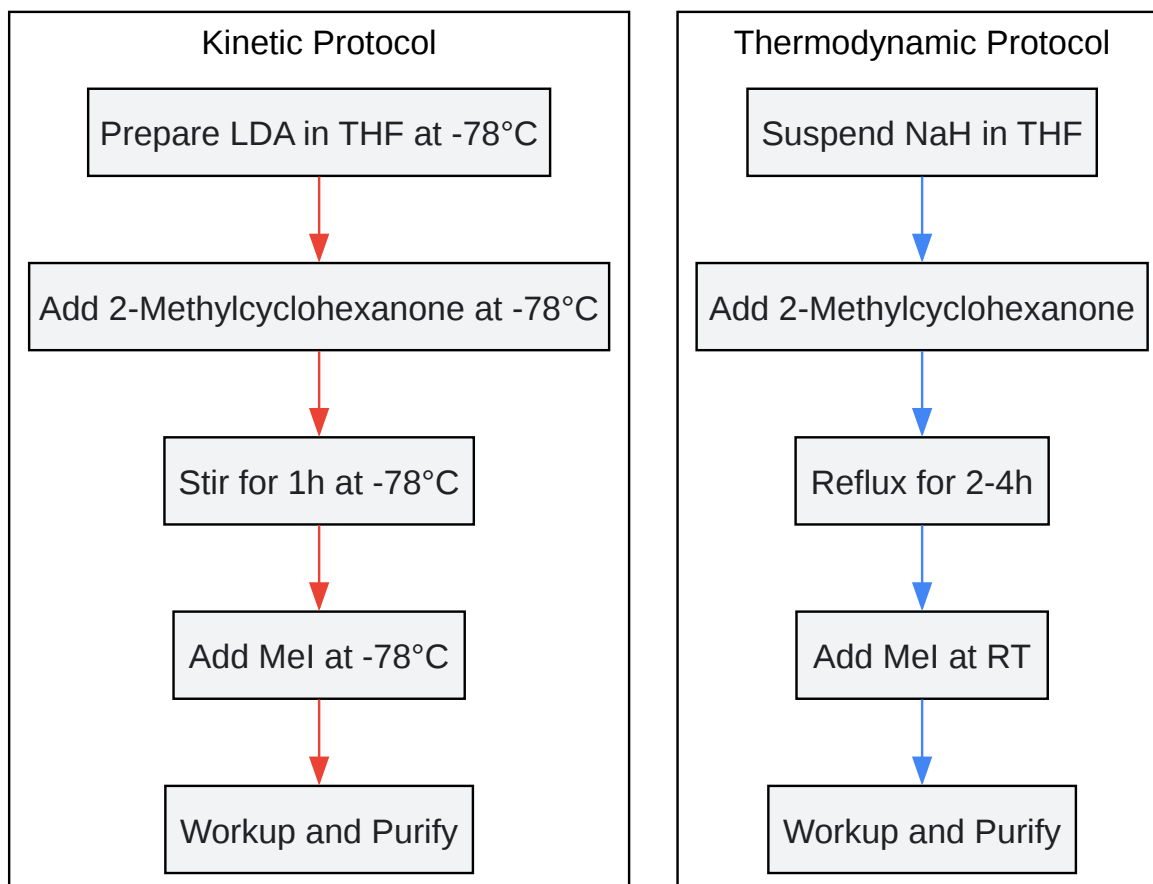 Kinetic Protocol
Prepare LDA in THF at -78°C
Add 2-Methylcyclohexanone at -78°C
Stir for 1h at -78°C
Add MeI at -78°C
Workup and Purify
Thermodynamic Protocol
Suspend NaH in THF
Add 2-Methylcyclohexanone
Reflux for 2-4h
Add MeI at RT
Workup and Purify